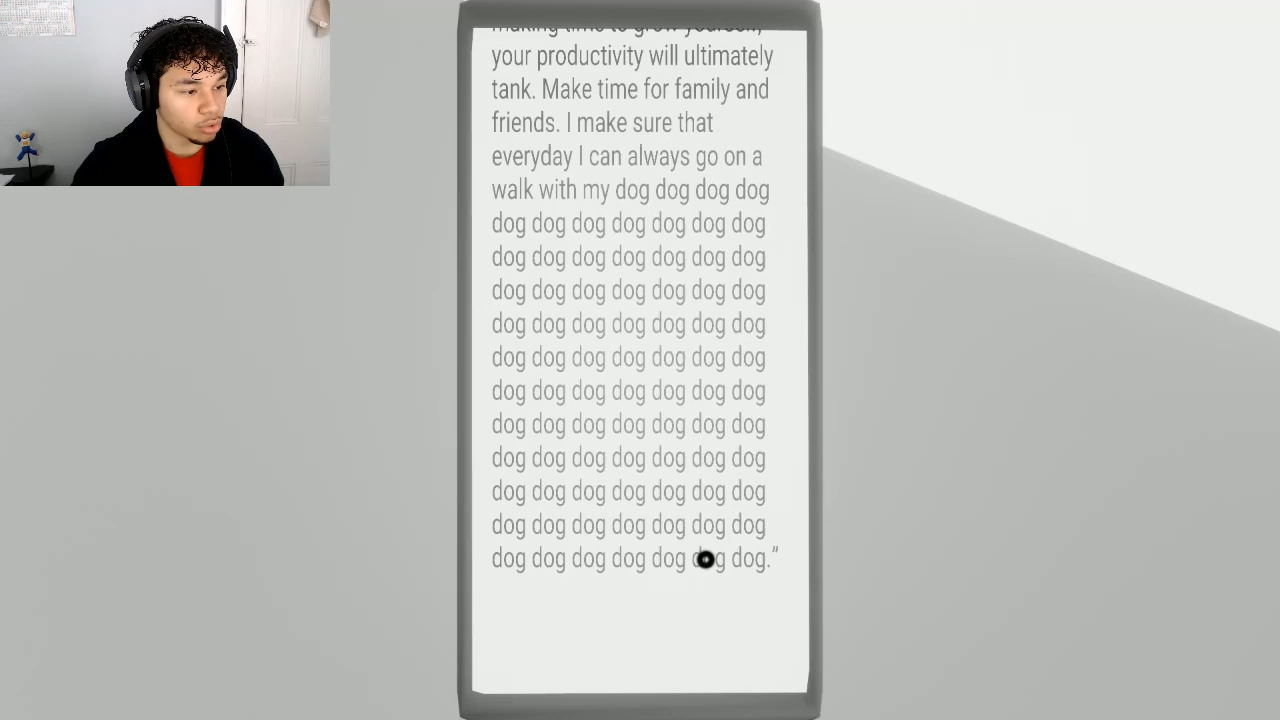 making time to grow yourself,
your productivity will ultimately
tank. Make time for family and
friends. I make sure that
everyday I can always go on a
walk with my dog dog dog dog
dog dog dog dog dog dog dog
dog dog dog dog dog dog dog
dog dog dog dog dog dog dog
dog dog dog dog dog dog dog
dog dog dog dog dog dog dog
dog dog dog dog dog dog dog
dog dog dog dog dog dog dog
dog dog dog dog dog dog dog
dog dog dog dog dog dog dog
dog dog dog dog dog dog dog
dog dog dog dog dog dog dog.”